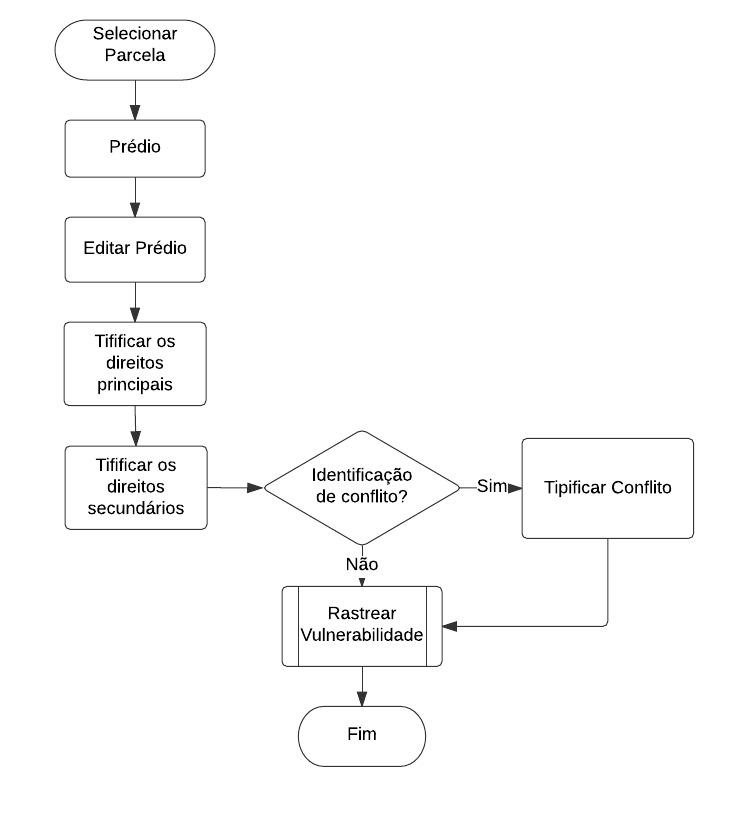 Selecionar
Parcela
Prédio
Editar Prédio
Tifificar os
direitos
principais
Tifificar os
direitos
secundários
Identificação
de conflito?
Sim
Tipificar Conflito
Não
Rastrear
Vulnerabilidade
Fim